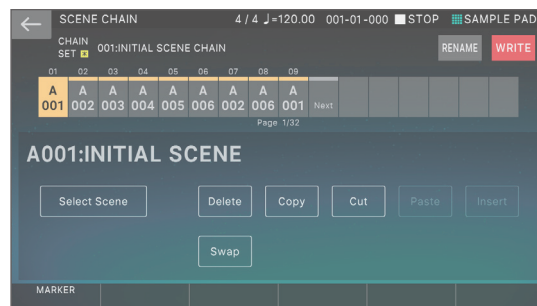 SCENE CHAIN 4 / 4 ♩=120.00 001-01-000 STOP SAMPLE PAD
CHAIN SET 001:INITIAL SCENE CHAIN RENAME WRITE
01 02 03 04 05 06 07 08 09
A A A A A A A A A
001 002 003 004 005 006 002 006 001 Next
Page 1/32
A001:INITIAL SCENE
Select Scene Delete Copy Cut Paste Insert
Swap
MARKER